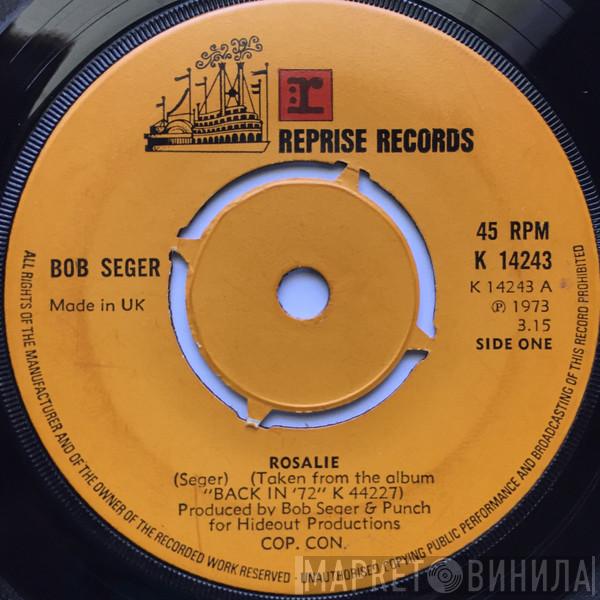 r
REPRISE RECORDS
BOB SEGER
Made in UK
45 RPM
K 14243
K 14243 A
Ⓟ 1973
3.15
SIDE ONE
ROSALIE
(Seger) (Taken from the album
"BACK IN '72" K 44227)
Produced by Bob Seger & Punch
for Hideout Productions
COP. CON.
ALL RIGHTS OF THE MANUFACTURER AND OF THE OWNER OF THE RECORDED WORK RESERVED - UNAUTHORISED COPYING PUBLIC PERFORMANCE AND BROADCASTING OF THIS RECORD PROHIBITED
МАРКЕТ ВИНИЛА